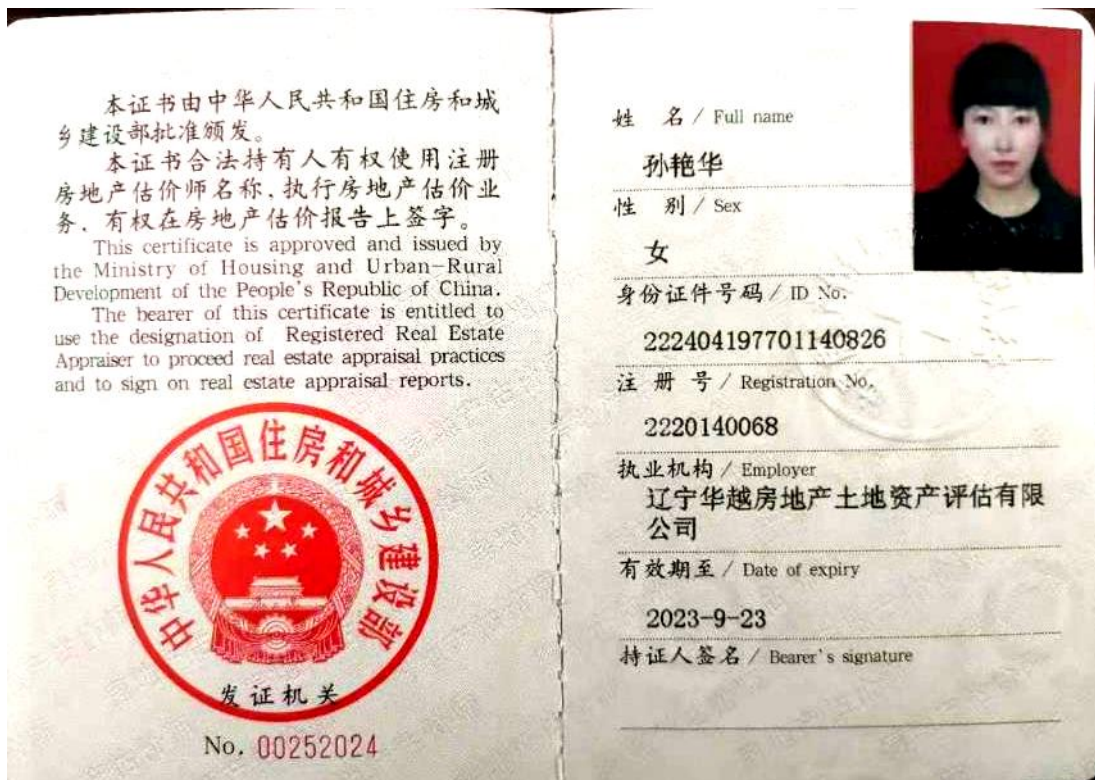 本证书由中华人民共和国住房和城
乡建设部批准颁发。
本证书合法持有人有权使用注册
房地产估价师名称，执行房地产估价业
务，有权在房地产估价报告上签字。
This certificate is approved and issued by
the Ministry of Housing and Urban-Rural
Development of the People's Republic of China.
The bearer of this certificate is entitled to
use the designation of Registered Real Estate
Appraiser to proceed real estate appraisal practices
and to sign on real estate appraisal reports.
中华人民共和国住房和城乡建设部
发证机关
No. 00252024
姓 名 / Full name
孙艳华
性 别 / Sex
女
身份证件号码 / ID No.
222404197701140826
注 册 号 / Registration No.
2220140068
执业机构 / Employer
辽宁华越房地产土地资产评估有限
公司
有效期至 / Date of expiry
2023-9-23
持证人签名 / Bearer's signature